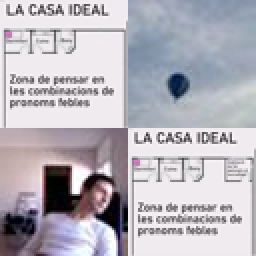 LA CASA IDEAL
Zona de pensar en
les combinacions de
pronoms febles
LA CASA IDEAL
Zona de pensar en
les combinacions de
pronoms febles